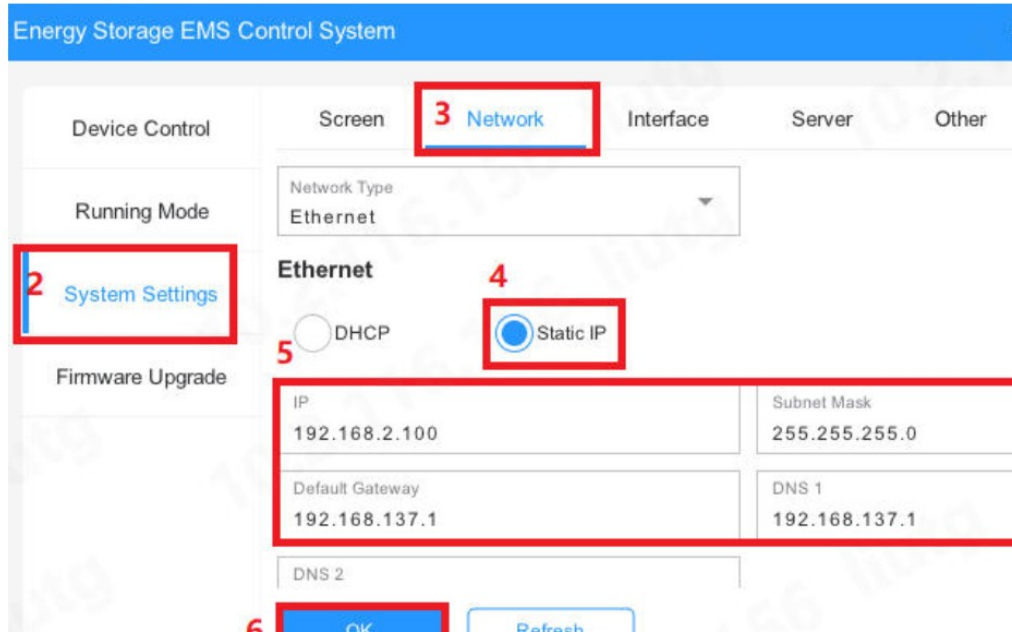 Energy Storage EMS Control System
Device Control
Screen
3 Network
Interface
Server
Other
Network Type
Ethernet
Running Mode
Ethernet
2 System Settings
4
DHCP
Static IP
5
Firmware Upgrade
IP
192.168.2.100
Subnet Mask
255.255.255.0
Default Gateway
192.168.137.1
DNS 1
192.168.137.1
DNS 2
6 OK
Refresh